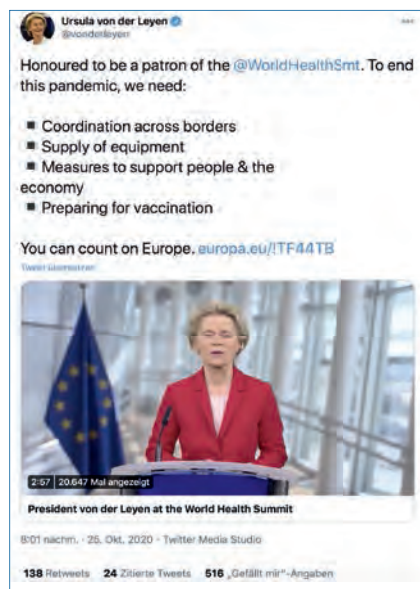 Ursula von der Leyen
@vonderleyen
Honoured to be a patron of the @WorldHealthSmt. To end
this pandemic, we need:
▪ Coordination across borders
▪ Supply of equipment
▪ Measures to support people & the
economy
▪ Preparing for vaccination
You can count on Europe. europa.eu/!TF44TB
Tweet übersetzen
2:57 20.647 Mal angezeigt
President von der Leyen at the World Health Summit
8:01 nachm. · 25. Okt. 2020 · Twitter Media Studio
138 Retweets 24 Zitierte Tweets 516 „Gefällt mir“-Angaben